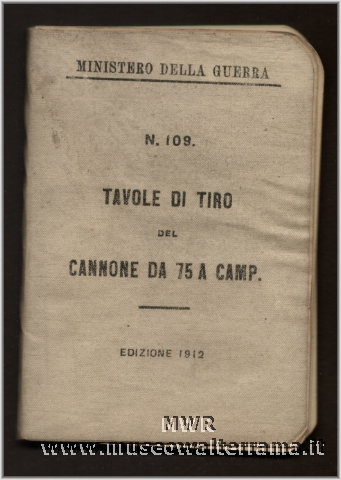 MINISTERO DELLA GUERRA
N. 109.
TAVOLE DI TIRO
DEL
CANNONE DA 75 A CAMP.
EDIZIONE 1912
MWR
www.museowalterrama.it